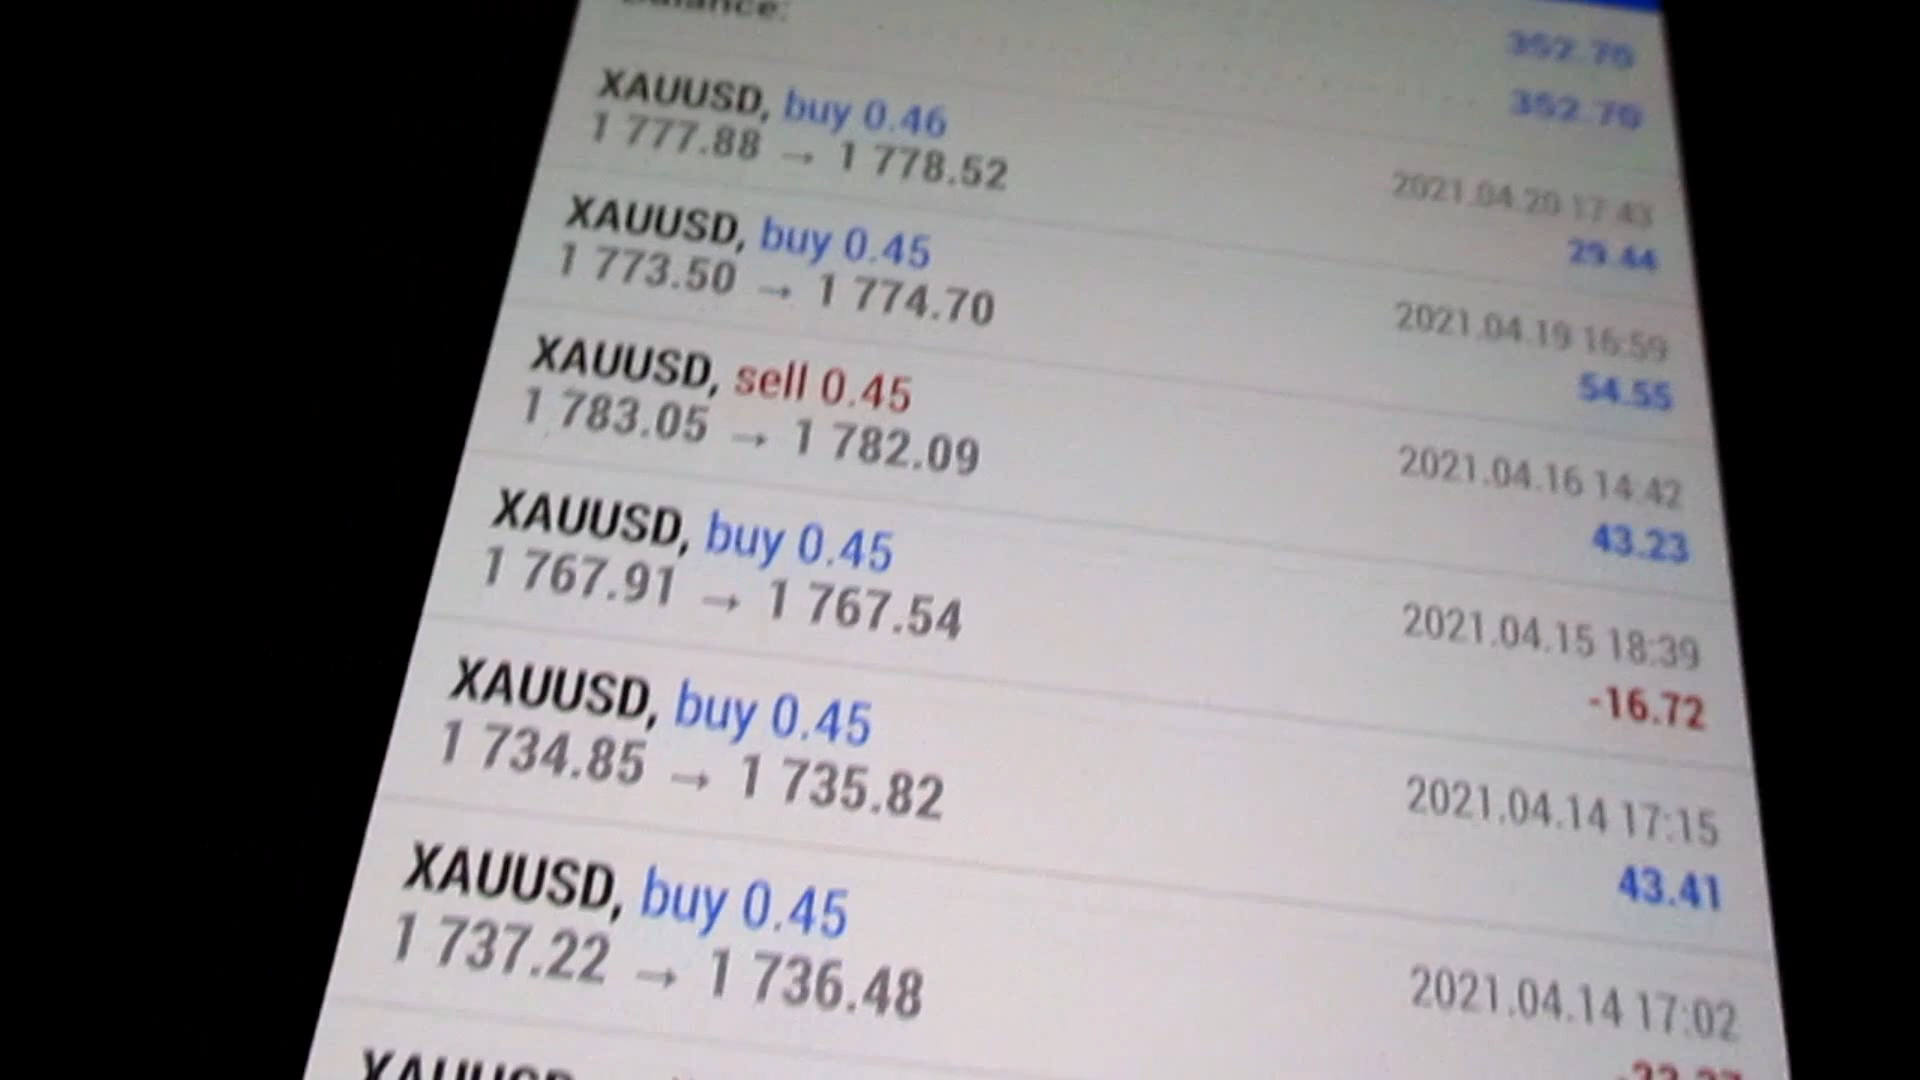 Balance:
352.70
352.70
XAUUSD, buy 0.46
2021.04.20 17:43
1 777.88 → 1 778.52
29.44
XAUUSD, buy 0.45
2021.04.19 16:59
1 773.50 → 1 774.70
54.55
XAUUSD, sell 0.45
2021.04.16 14:42
1 783.05 → 1 782.09
43.23
XAUUSD, buy 0.45
2021.04.15 18:39
1 767.91 → 1 767.54
-16.72
XAUUSD, buy 0.45
2021.04.14 17:15
1 734.85 → 1 735.82
43.41
XAUUSD, buy 0.45
2021.04.14 17:02
1 737.22 → 1 736.48
XAUUSD,